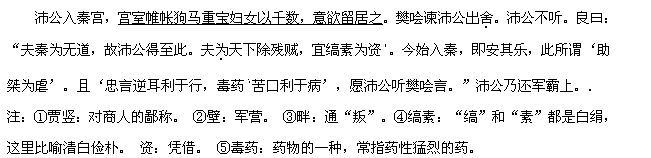 沛公入秦宫，宫室帷帐狗马重宝妇女以千数，意欲留居之。樊哙谏沛公出舍。沛公不听。良曰：
“夫秦为无道，故沛公得至此。夫为天下除残贼，宜缟素为资。今始入秦，即安其乐，此所谓‘助
桀为虐’。且‘忠言逆耳利于行，毒药苦口利于病’，愿沛公听樊哙言。”沛公乃还军霸上。.
注：①贾竖：对商人的鄙称。 ②壁：军营。 ③畔：通“叛”。④缟素：“缟”和“素”都是白绢，
这里比喻清白俭朴。 资：凭借。 ⑤毒药：药物的一种，常指药性猛烈的药。